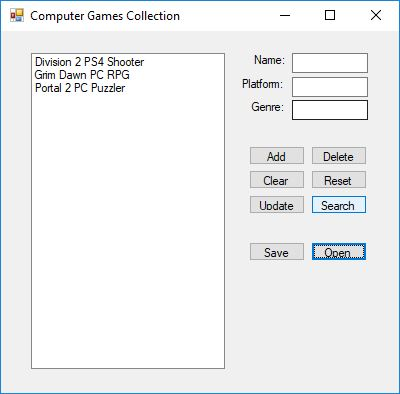 Computer Games Collection
Division 2 PS4 Shooter
Grim Dawn PC RPG
Portal 2 PC Puzzler
Name:
Platform:
Genre:
Add Delete
Clear Reset
Update Search
Save Open